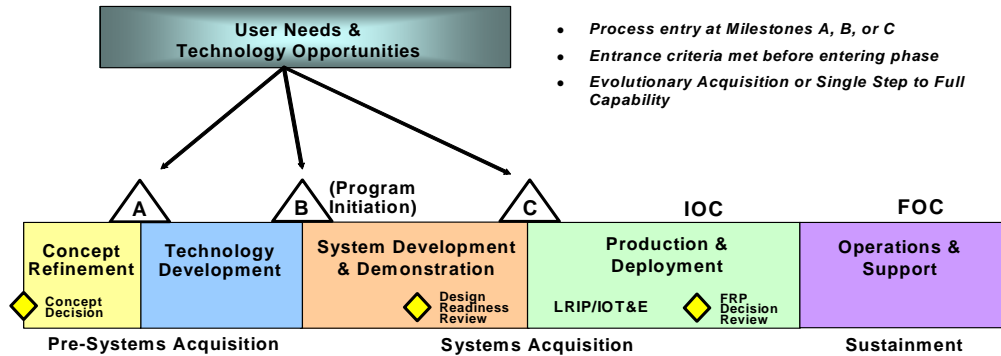 User Needs &
Technology Opportunities
• Process entry at Milestones A, B, or C
• Entrance criteria met before entering phase
• Evolutionary Acquisition or Single Step to Full
Capability
A
B
(Program
Initiation)
C
IOC
FOC
Concept
Refinement
Technology
Development
System Development
& Demonstration
Production &
Deployment
Operations &
Support
Concept
Decision
Design
Readiness
Review
LRIP/IOT&E
FRP
Decision
Review
Pre-Systems Acquisition
Systems Acquisition
Sustainment